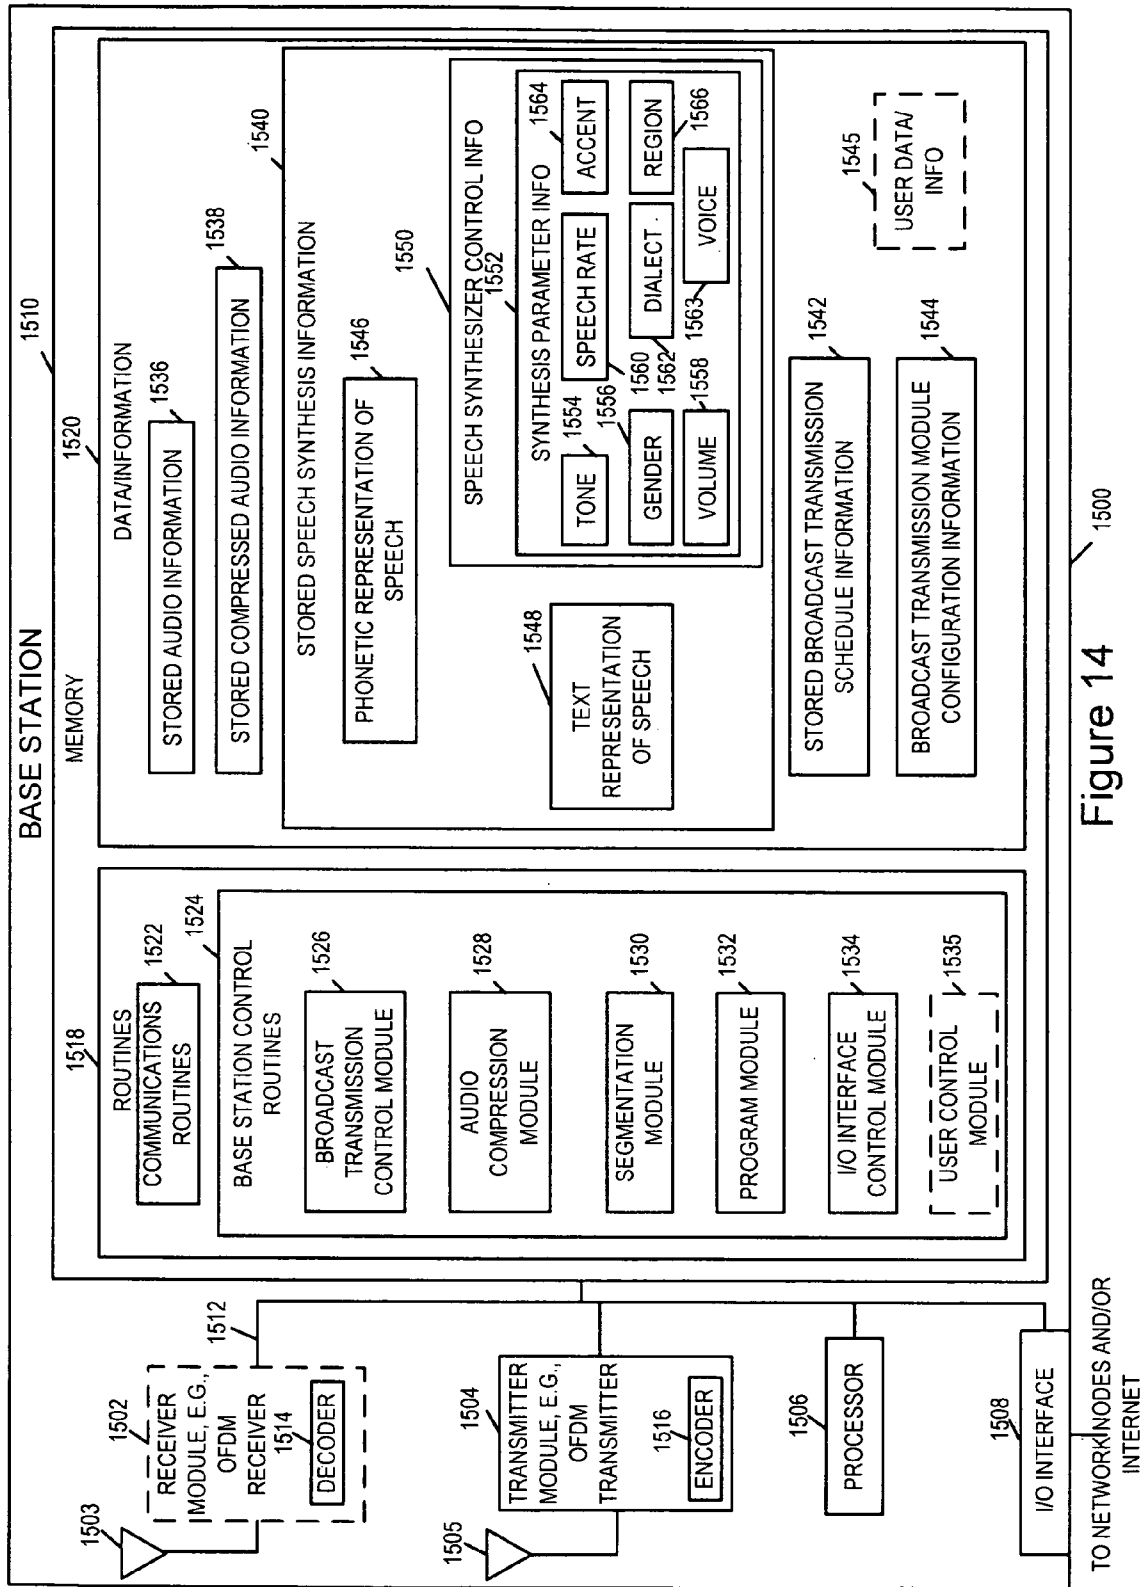 BASE STATION
1510
MEMORY
1520
DATA/INFORMATION
1536
STORED AUDIO INFORMATION
1538
STORED COMPRESSED AUDIO INFORMATION
1540
STORED SPEECH SYNTHESIS INFORMATION
1546
PHONETIC REPRESENTATION OF
SPEECH
1548
TEXT
REPRESENTATION
OF SPEECH
1550
SPEECH SYNTHESIZER CONTROL INFO
1552
SYNTHESIS PARAMETER INFO
1554
TONE
1560
SPEECH RATE
1564
ACCENT
1556
GENDER
1562
DIALECT
1566
REGION
1558
VOLUME
1563
VOICE
1542
STORED BROADCAST TRANSMISSION
SCHEDULE INFORMATION
1544
BROADCAST TRANSMISSION MODULE
CONFIGURATION INFORMATION
1545
USER DATA/
INFO
1518
ROUTINES
1522
COMMUNICATIONS
ROUTINES
1524
BASE STATION CONTROL
ROUTINES
1526
BROADCAST
TRANSMISSION
CONTROL MODULE
1528
AUDIO
COMPRESSION
MODULE
1530
SEGMENTATION
MODULE
1532
PROGRAM MODULE
1534
I/O INTERFACE
CONTROL MODULE
1535
USER CONTROL
MODULE
1512
1503
1502
RECEIVER
MODULE, E.G.,
OFDM
RECEIVER
1514
DECODER
1505
1504
TRANSMITTER
MODULE, E.G.,
OFDM
TRANSMITTER
1516
ENCODER
1506
PROCESSOR
1508
I/O INTERFACE
TO NETWORK NODES AND/OR
INTERNET
1500
Figure 14